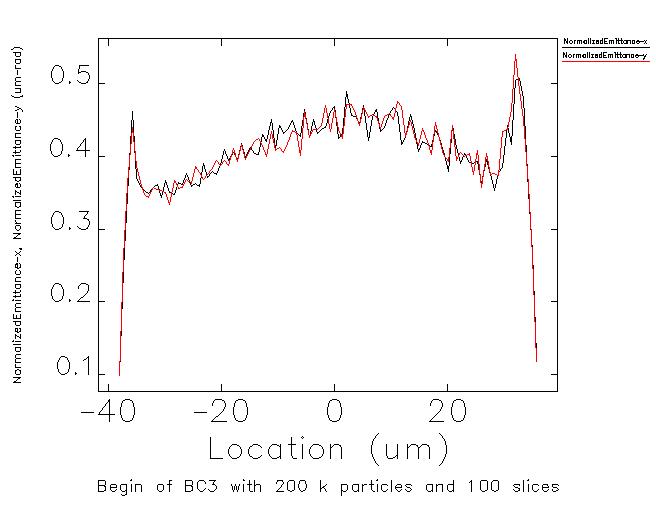 NormalizedEmittance-x
NormalizedEmittance-y
NormalizedEmittance-x, NormalizedEmittance-y (um-rad)
0.5
0.4
0.3
0.2
0.1
-40 -20 0 20
Location (um)
Begin of BC3 with 200 k particles and 100 slices